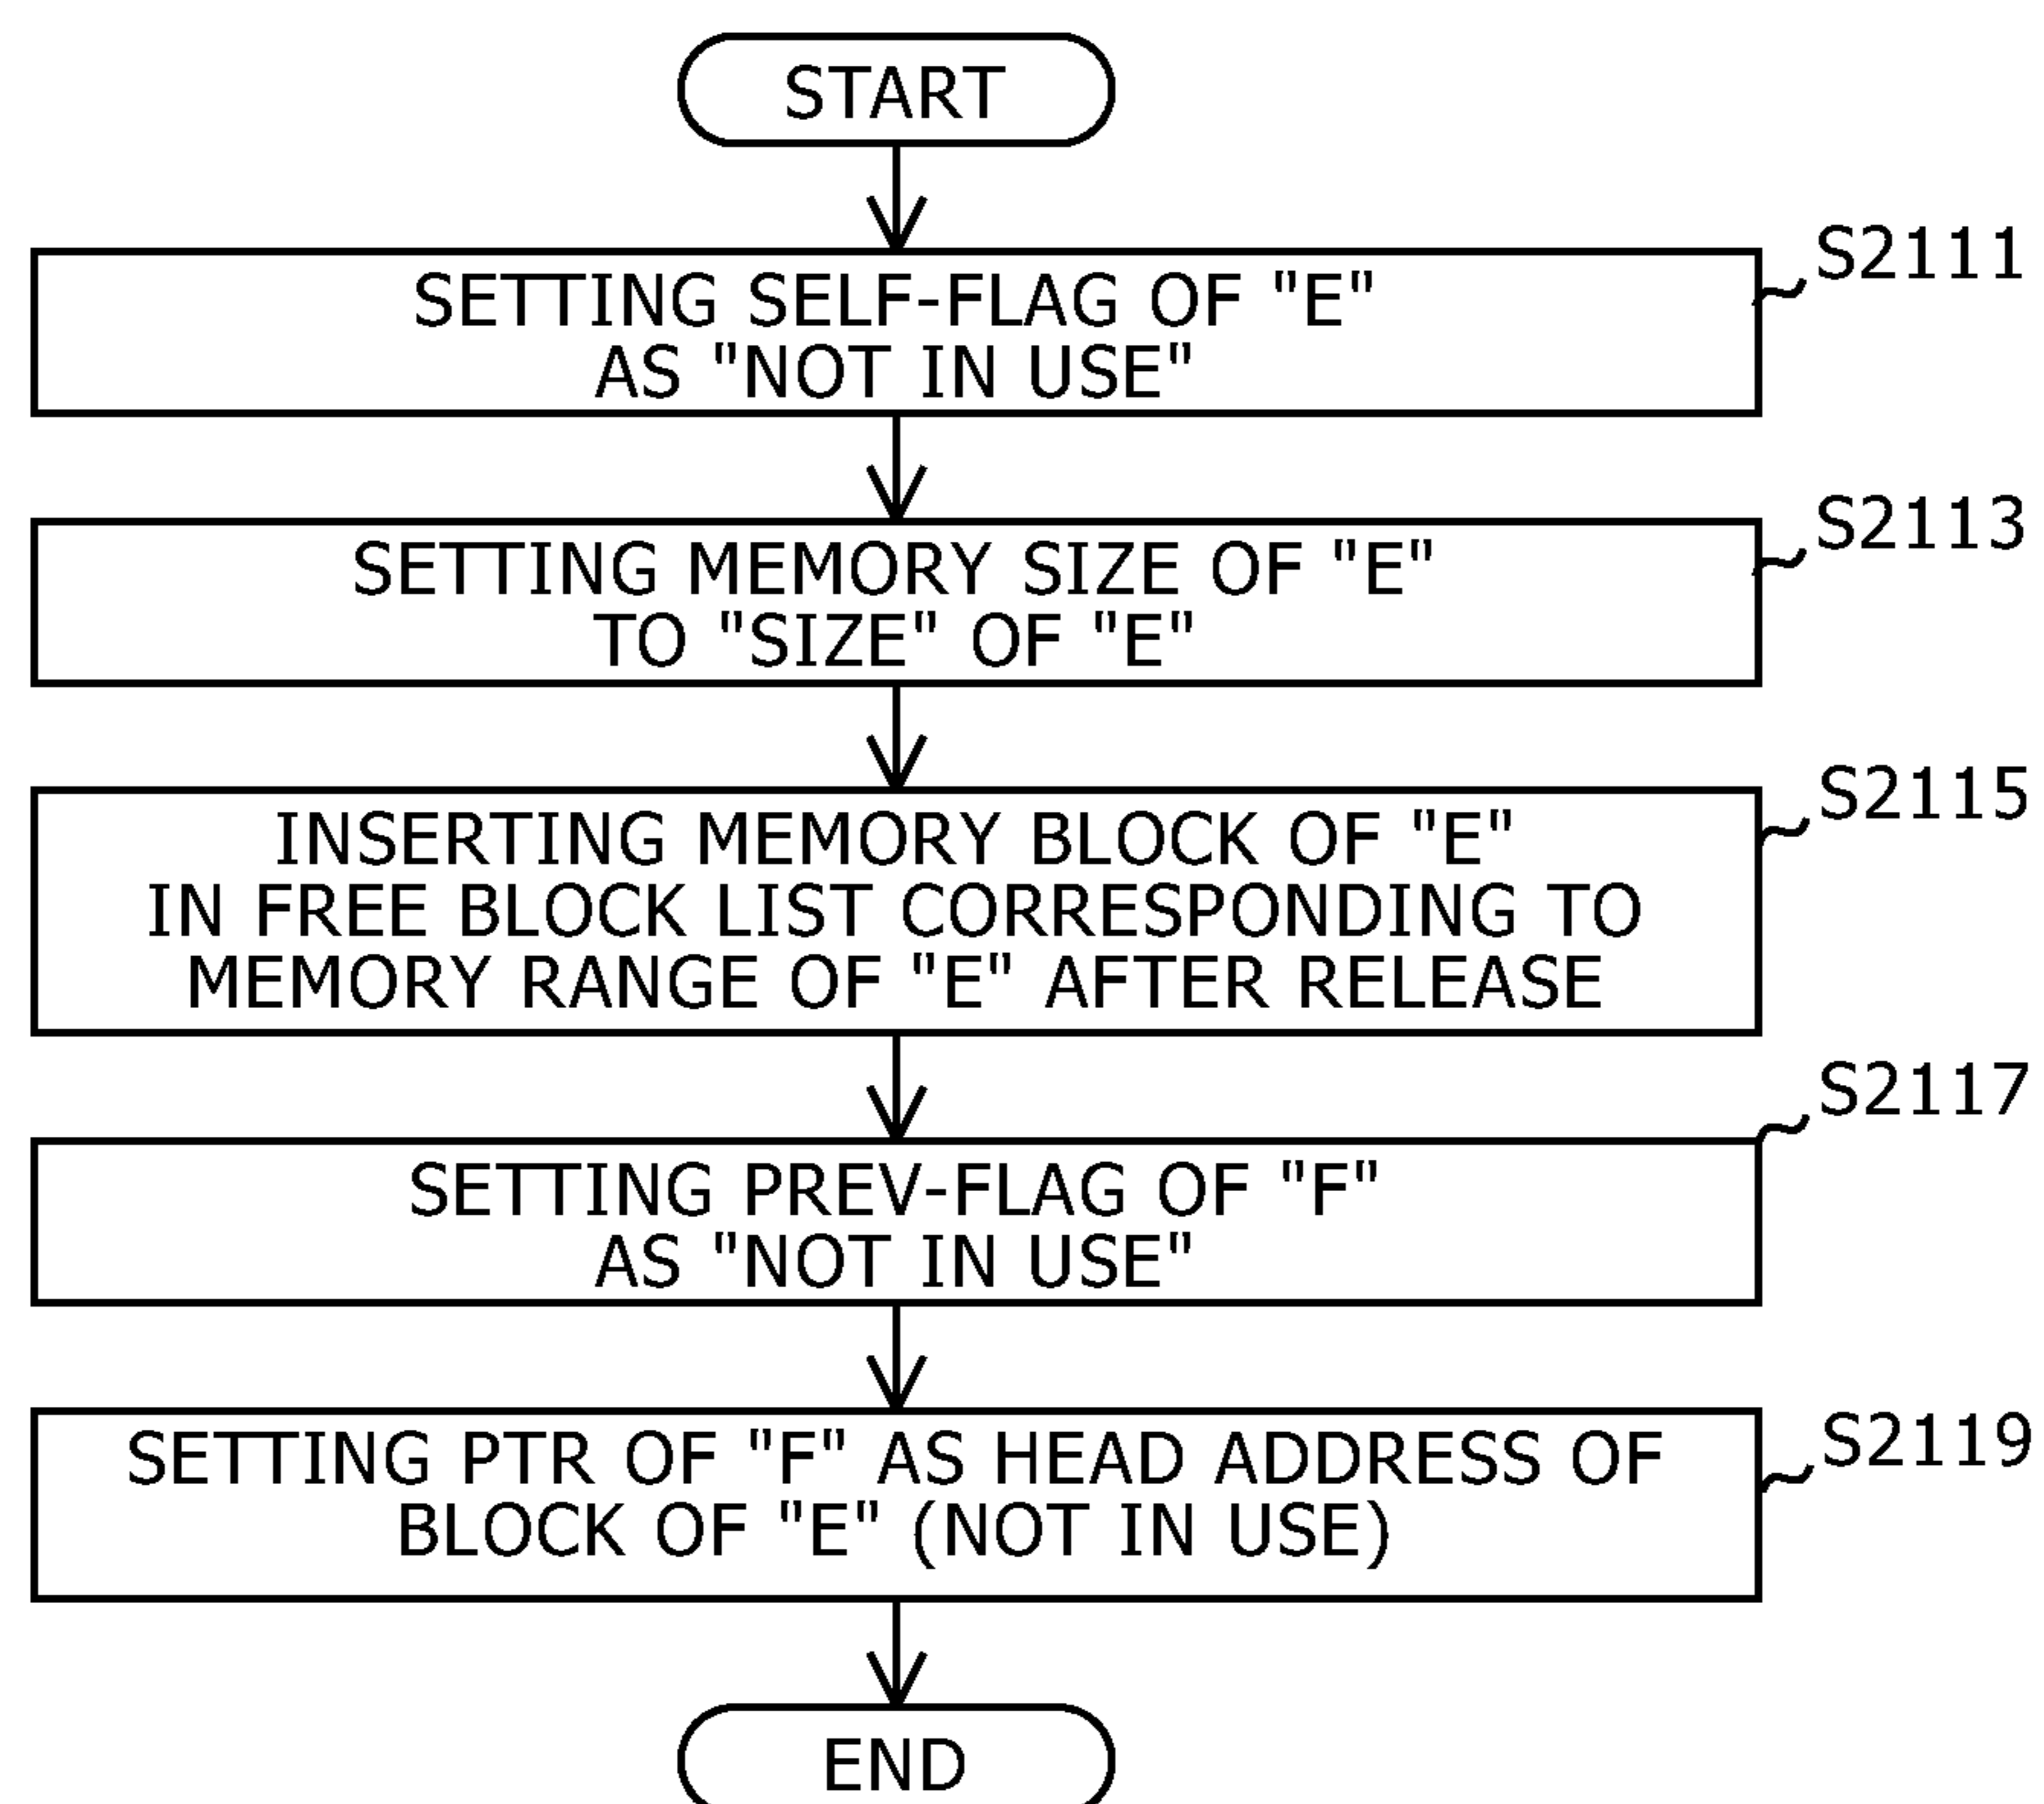 START
S2111
SETTING SELF-FLAG OF "E"
AS "NOT IN USE"
S2113
SETTING MEMORY SIZE OF "E"
TO "SIZE" OF "E"
S2115
INSERTING MEMORY BLOCK OF "E"
IN FREE BLOCK LIST CORRESPONDING TO
MEMORY RANGE OF "E" AFTER RELEASE
S2117
SETTING PREV-FLAG OF "F"
AS "NOT IN USE"
S2119
SETTING PTR OF "F" AS HEAD ADDRESS OF
BLOCK OF "E" (NOT IN USE)
END